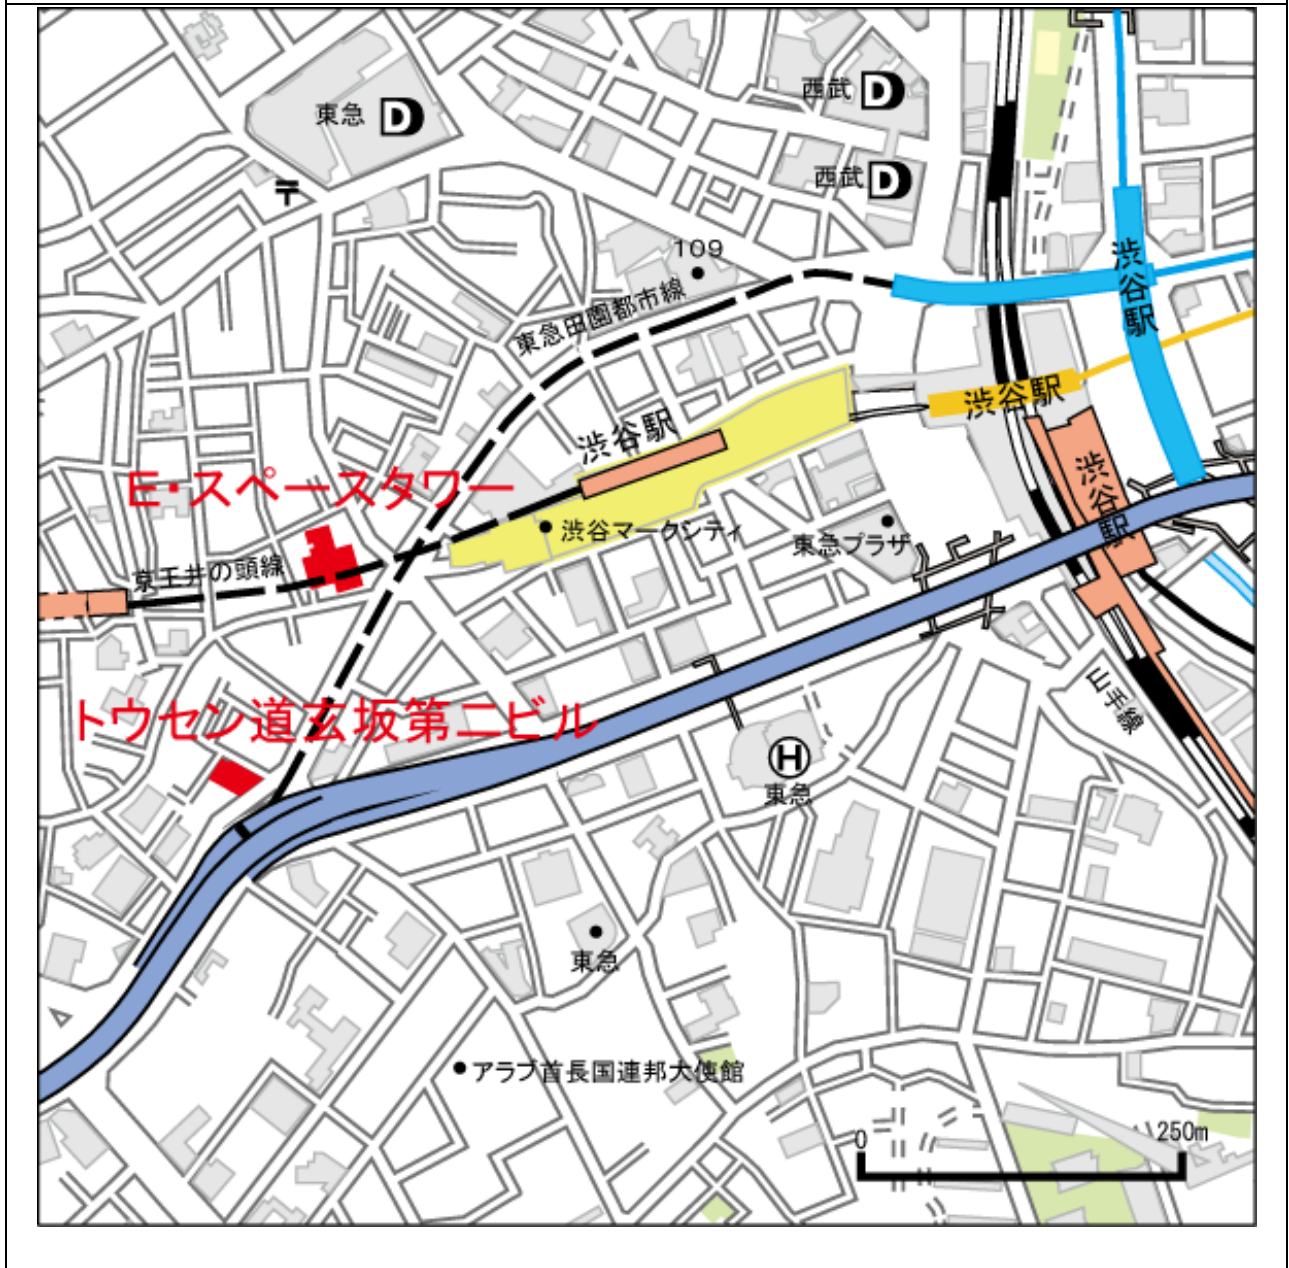 西武 D
東急 D
西武 D
〒
109
渋谷駅
東急田園都市線
渋谷駅
渋谷駅
渋谷駅
E・スペースタワー
渋谷マークシティ
東急プラザ
京王井の頭線
山手線
トウセン道玄坂第二ビル
H
東急
東急
アラブ首長国連邦大使館
0 250m